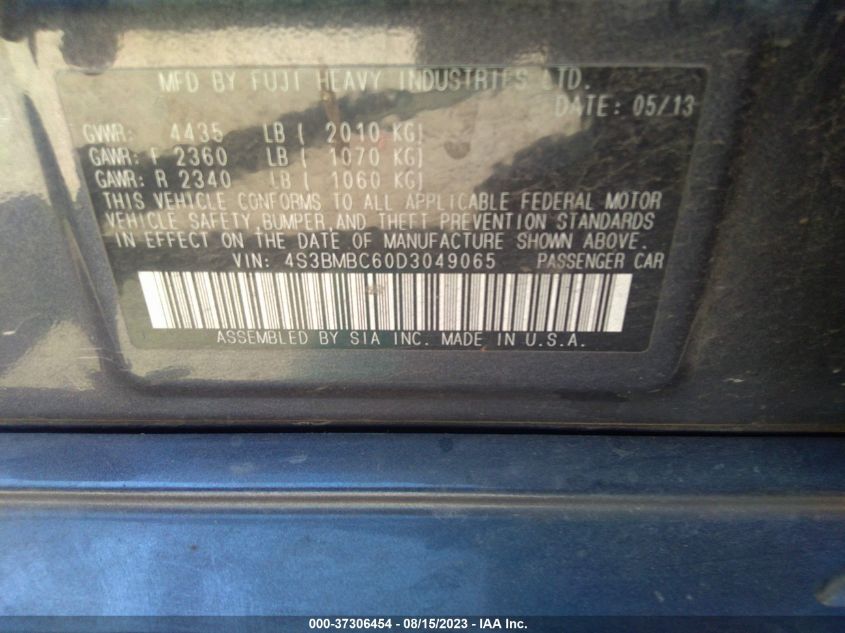 MFD BY FUJI HEAVY INDUSTRIES LTD.
DATE: 05/13
GVWR: 4435 LB ( 2010 KG)
GAWR: F 2360 LB ( 1070 KG)
GAWR: R 2340 LB ( 1060 KG)
THIS VEHICLE CONFORMS TO ALL APPLICABLE FEDERAL MOTOR
VEHICLE SAFETY, BUMPER, AND THEFT PREVENTION STANDARDS
IN EFFECT ON THE DATE OF MANUFACTURE SHOWN ABOVE.
VIN: 4S3BMBC60D3049065 PASSENGER CAR
ASSEMBLED BY SIA INC. MADE IN U.S.A.
000-37306454 - 08/15/2023 - IAA Inc.